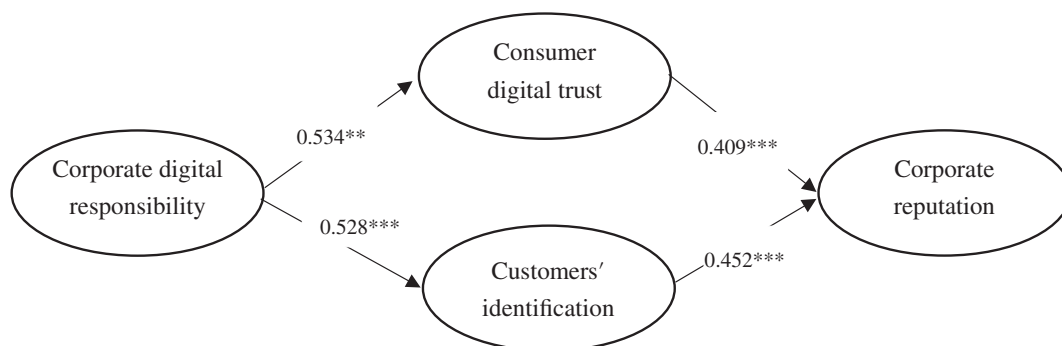 Consumer
digital trust
0.534**
0.409***
Corporate digital
responsibility
Corporate
reputation
0.528***
0.452***
Customers′
identification